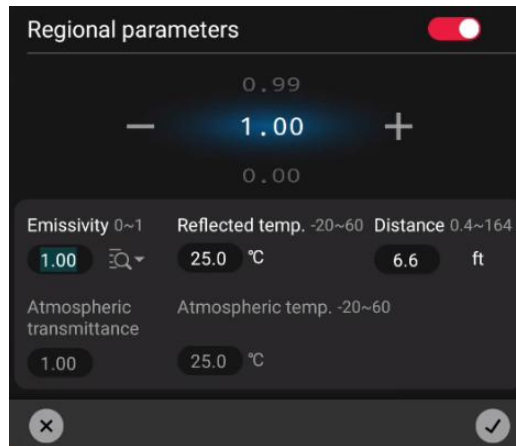 Regional parameters
0.99
— 1.00 +
0.00
Emissivity 0~1 Reflected temp. -20~60 Distance 0.4~164
1.00 25.0 ℃ 6.6 ft
Atmospheric transmittance Atmospheric temp. -20~60
1.00 25.0 ℃